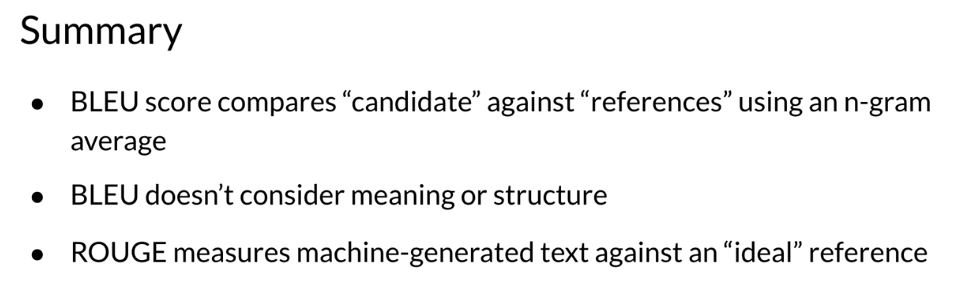 Summary
● BLEU score compares “candidate” against “references” using an n-gram
average
● BLEU doesn’t consider meaning or structure
● ROUGE measures machine-generated text against an “ideal” reference